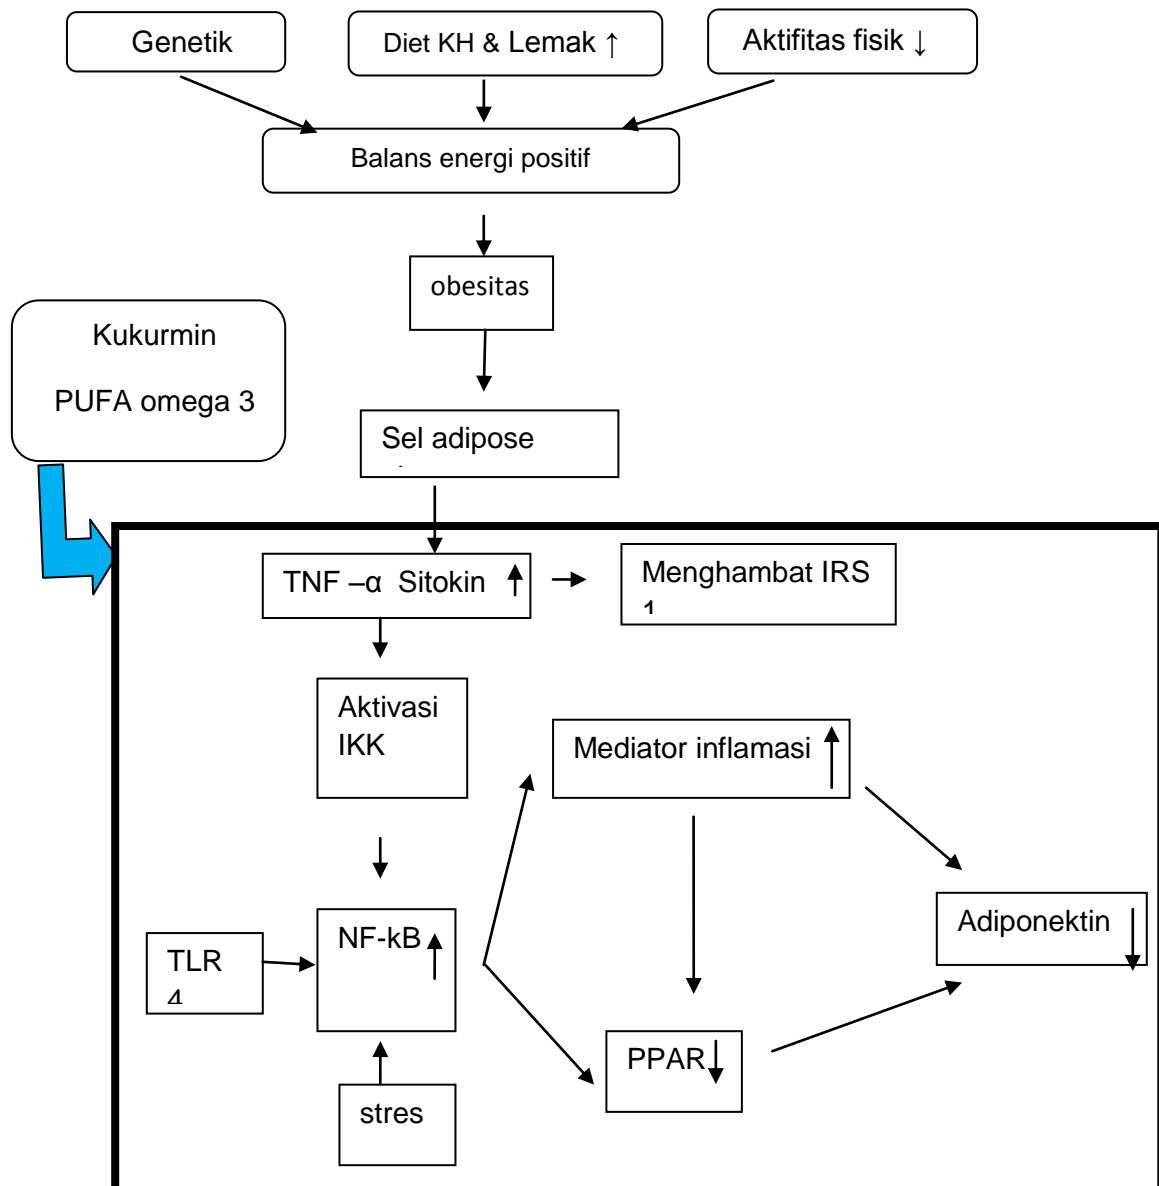 Genetik
Diet KH & Lemak ↑
Aktifitas fisik ↓
Balans energi positif
obesitas
Kukurmin
PUFA omega 3
Sel adipose
TNF –α Sitokin
Menghambat IRS
1
Aktivasi
IKK
Mediator inflamasi
NF-kB
TLR
4
Adiponektin
PPAR
stres